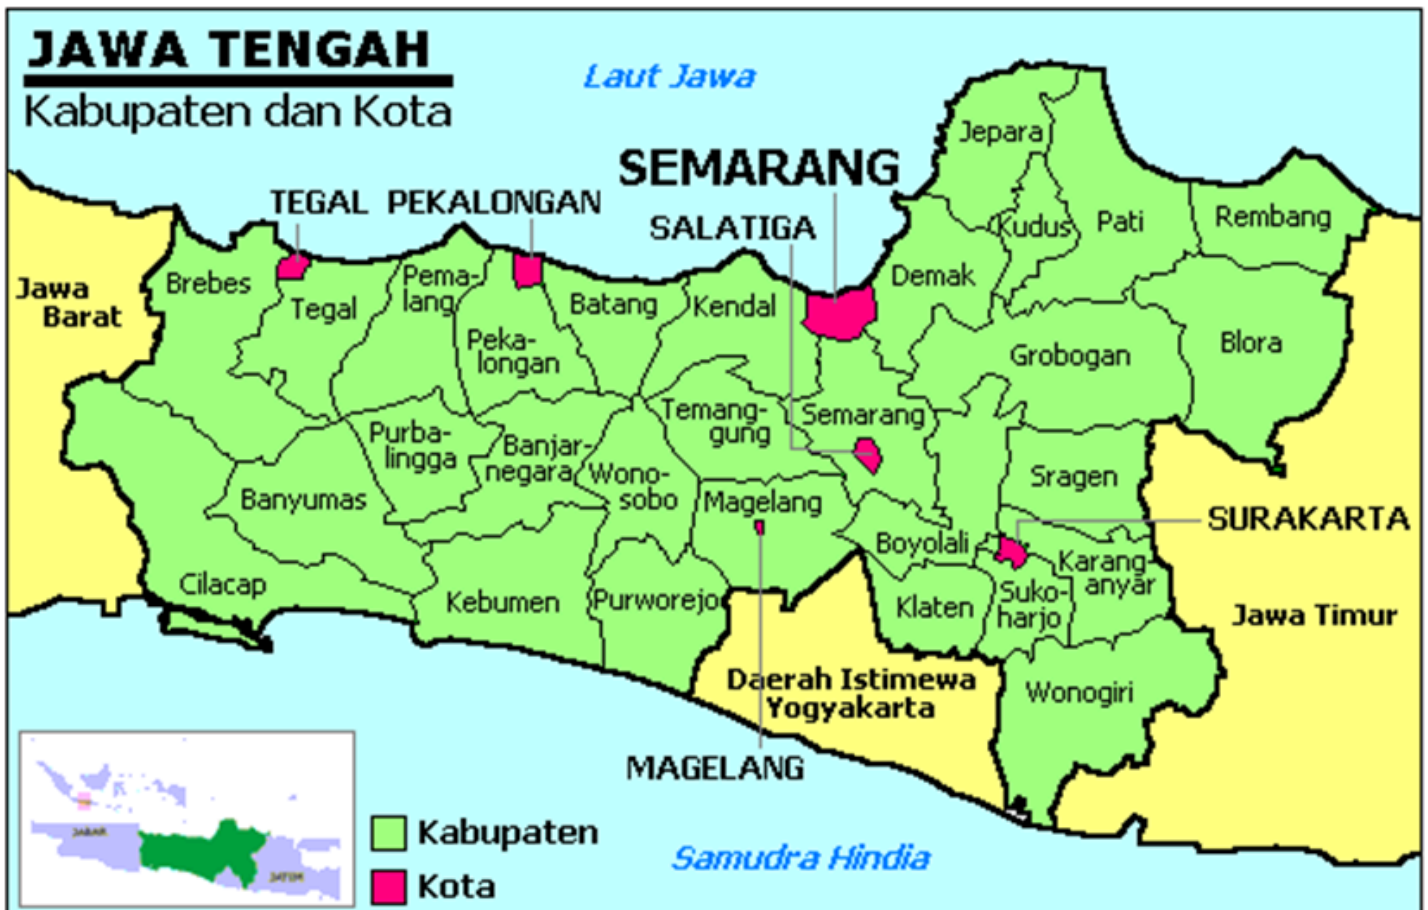 JAWA TENGAH
Kabupaten dan Kota
Laut Jawa
SEMARANG
TEGAL
PEKALONGAN
SALATIGA
Jepara
Kudus
Pati
Rembang
Demak
Brebes
Tegal
Pema-
lang
Peka-
longan
Batang
Kendal
Jawa
Barat
Grobogan
Blora
Purba-
lingga
Banjar-
negara
Wono-
sobo
Temang-
gung
Semarang
Banyumas
Magelang
Sragen
SURAKARTA
Boyolali
Karang-
anyar
Cilacap
Kebumen
Purworejo
Klaten
Suko-
harjo
Jawa Timur
Daerah Istimewa
Yogyakarta
Wonogiri
MAGELANG
JABAR
JATIM
Kabupaten
Kota
Samudra Hindia